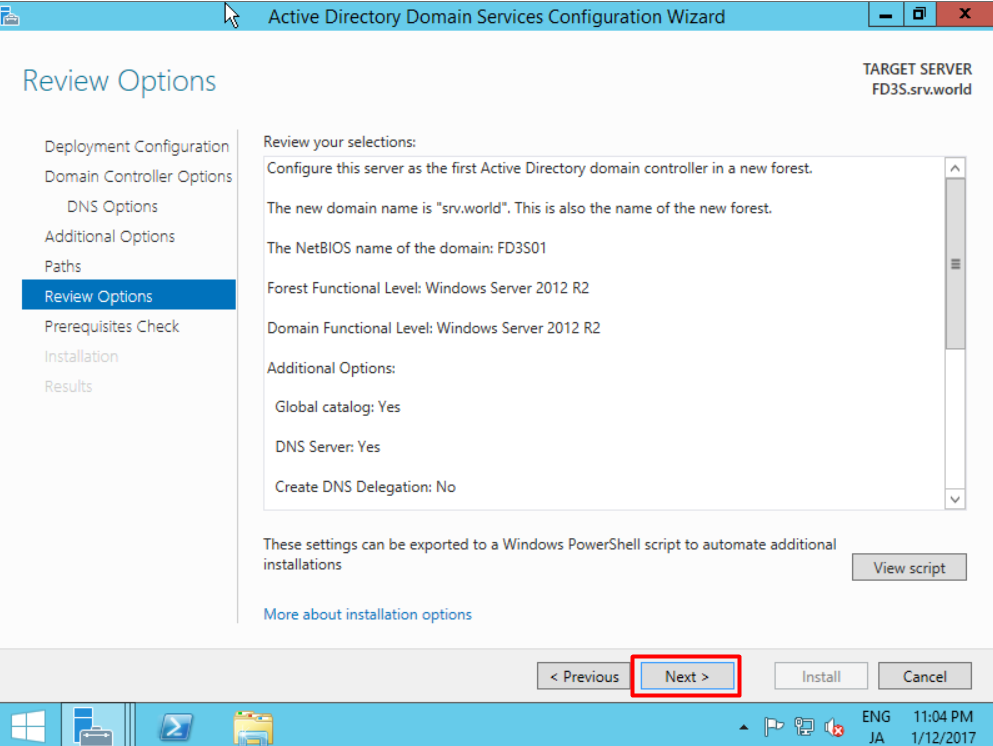 Active Directory Domain Services Configuration Wizard
Review Options
TARGET SERVER
FD3S.srv.world
Deployment Configuration
Domain Controller Options
DNS Options
Additional Options
Paths
Review Options
Prerequisites Check
Installation
Results
Review your selections:
Configure this server as the first Active Directory domain controller in a new forest.
The new domain name is "srv.world". This is also the name of the new forest.
The NetBIOS name of the domain: FD3S01
Forest Functional Level: Windows Server 2012 R2
Domain Functional Level: Windows Server 2012 R2
Additional Options:
Global catalog: Yes
DNS Server: Yes
Create DNS Delegation: No
These settings can be exported to a Windows PowerShell script to automate additional
installations
View script
More about installation options
< Previous
Next >
Install
Cancel
ENG
JA
11:04 PM
1/12/2017